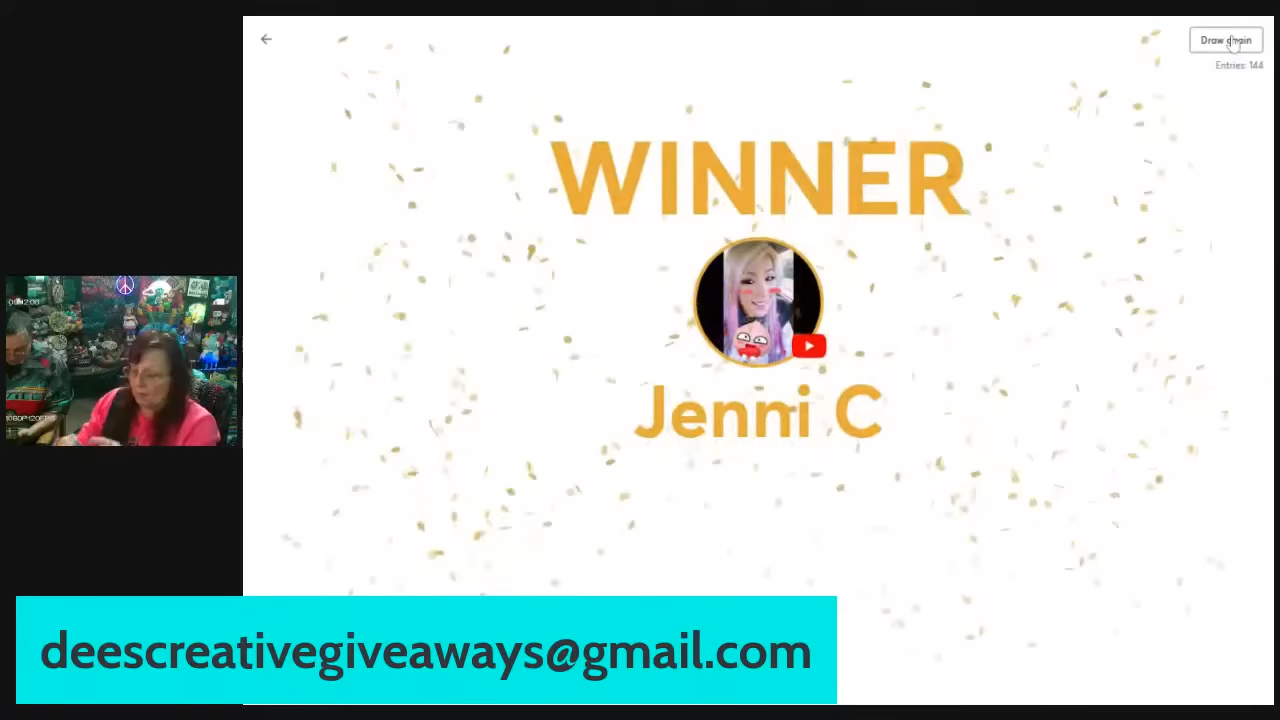 Draw again
Entries: 144
WINNER
Jenni C
deescreativegiveaways@gmail.com